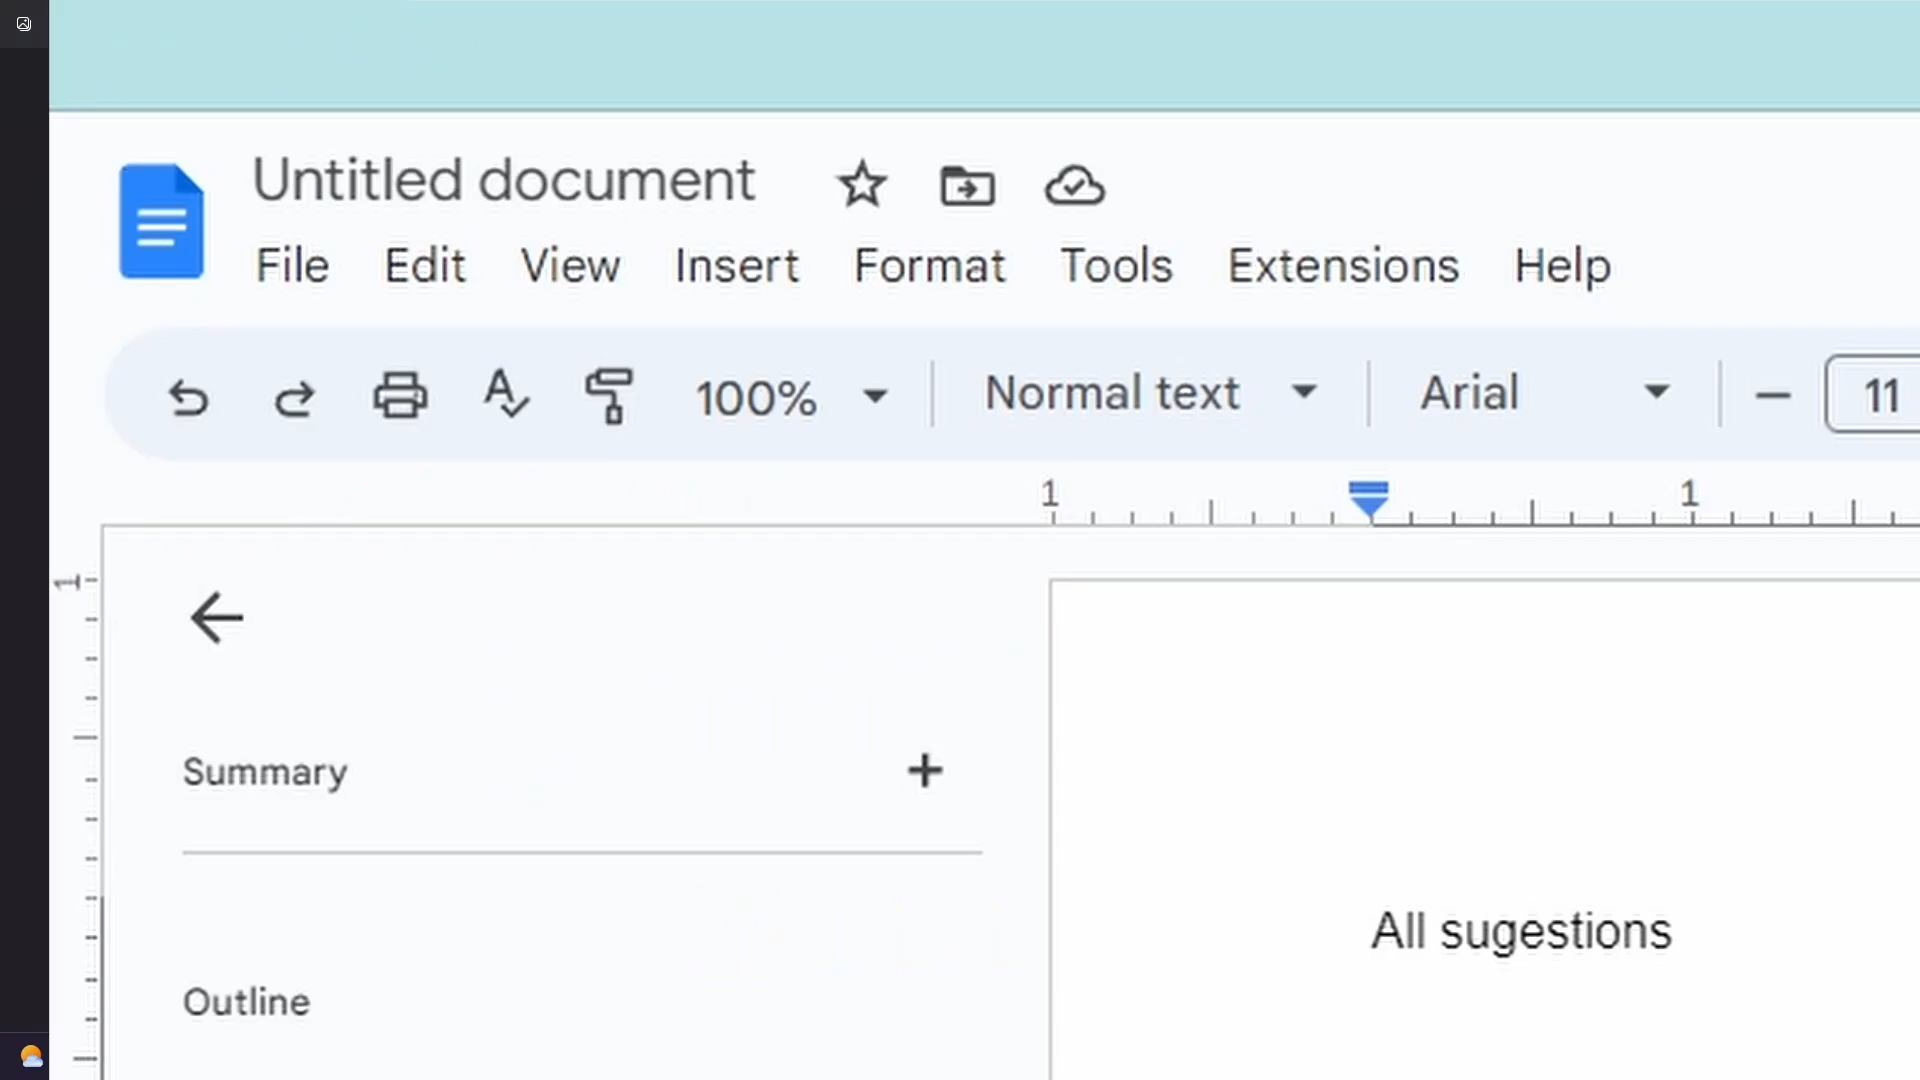 Untitled document
File Edit View Insert Format Tools Extensions Help
100% Normal text Arial 11
1 1
1
Summary
All sugestions
Outline